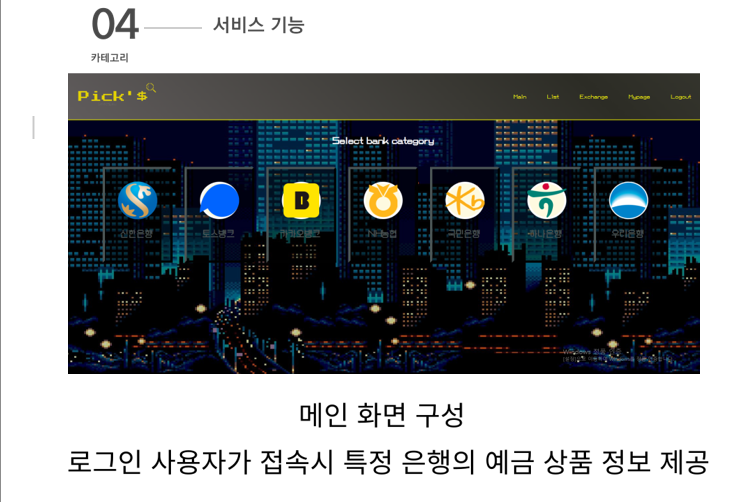 04 서비스 기능
카테고리
Pick'$
Main List Exchange Mypage Logout
Select bank category
신한은행 토스뱅크 카카오뱅크 NH농협 국민은행 하나은행 우리은행
메인 화면 구성
로그인 사용자가 접속시 특정 은행의 예금 상품 정보 제공